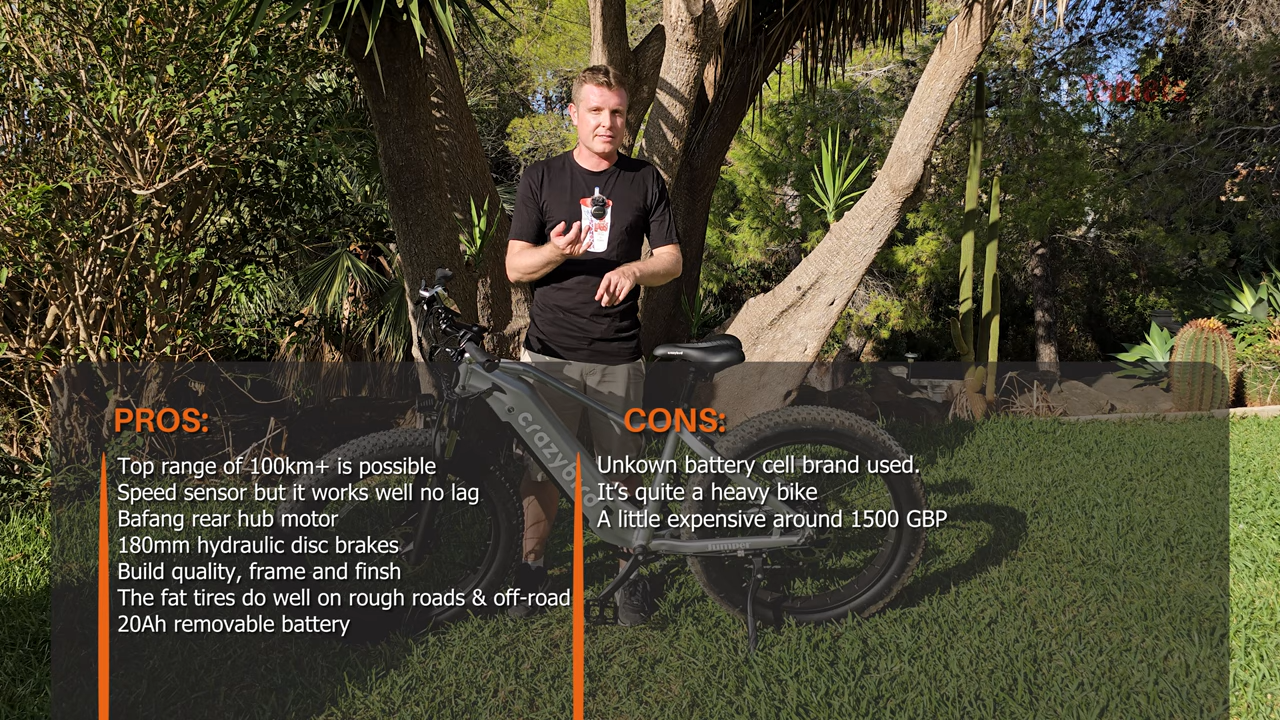 PROS:
Top range of 100km+ is possible
Speed sensor but it works well no lag
Bafang rear hub motor
180mm hydraulic disc brakes
Build quality, frame and finsh
The fat tires do well on rough roads & off-road
20Ah removable battery
CONS:
Unkown battery cell brand used.
It's quite a heavy bike
A little expensive around 1500 GBP
crazybird
Jumper